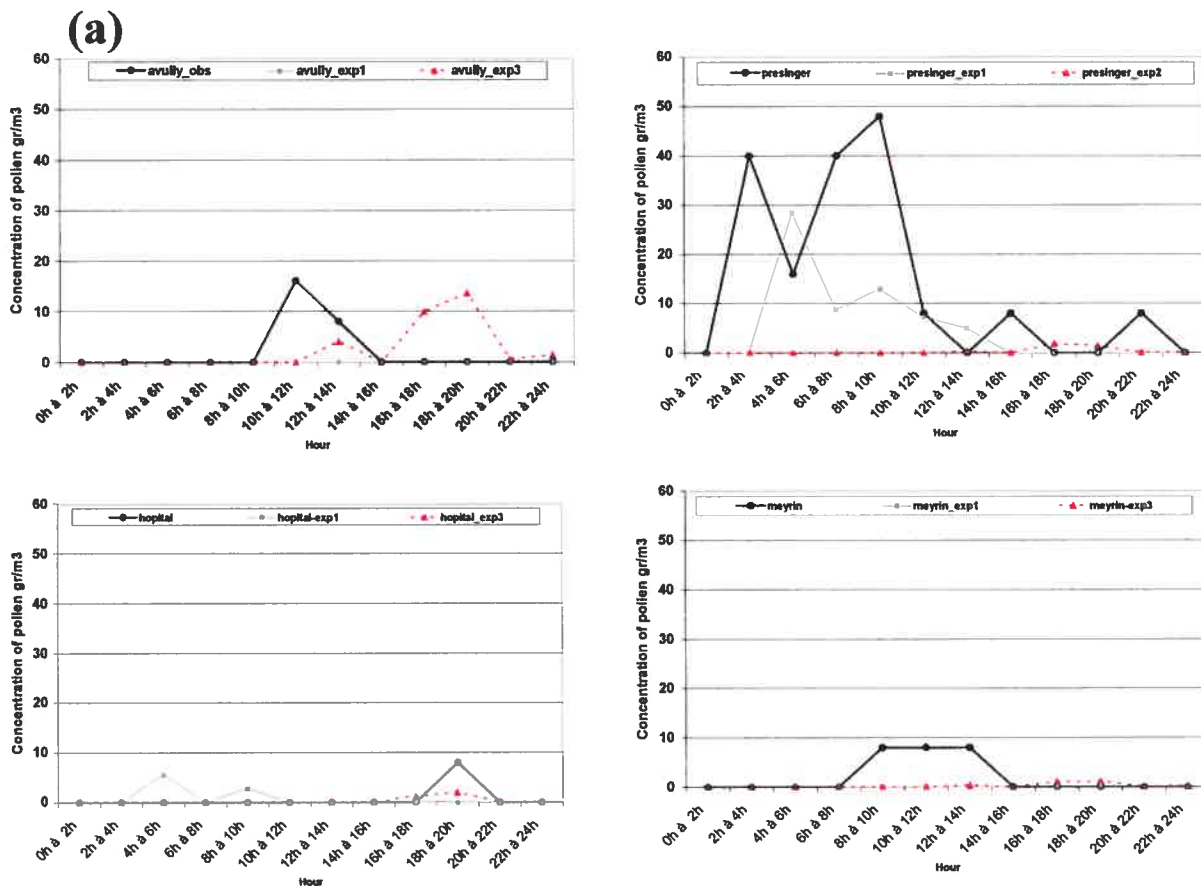 (a)
avully_obs avully_exp1 avully_exp3
Concentration of pollen gr/m3
60
50
40
30
20
10
0
0h à 2h
2h à 4h
4h à 6h
6h à 8h
8h à 10h
10h à 12h
12h à 14h
14h à 16h
16h à 18h
18h à 20h
20h à 22h
22h à 24h
Hour
presinger presinger_exp1 presinger_exp2
Concentration of pollen gr/m3
60
50
40
30
20
10
0
0h à 2h
2h à 4h
4h à 6h
6h à 8h
8h à 10h
10h à 12h
12h à 14h
14h à 16h
16h à 18h
18h à 20h
20h à 22h
22h à 24h
Hour
hopital hopital-exp1 hopital_exp3
Concentration of pollen gr/m3
60
50
40
30
20
10
0
0h à 2h
2h à 4h
4h à 6h
6h à 8h
8h à 10h
10h à 12h
12h à 14h
14h à 16h
16h à 18h
18h à 20h
20h à 22h
22h à 24h
Hour
meyrin meyrin_exp1 meyrin-exp3
Concentration of pollen gr/m3
60
50
40
30
20
10
0
0h à 2h
2h à 4h
4h à 6h
6h à 8h
8h à 10h
10h à 12h
12h à 14h
14h à 16h
16h à 18h
18h à 20h
20h à 22h
22h à 24h
Hour